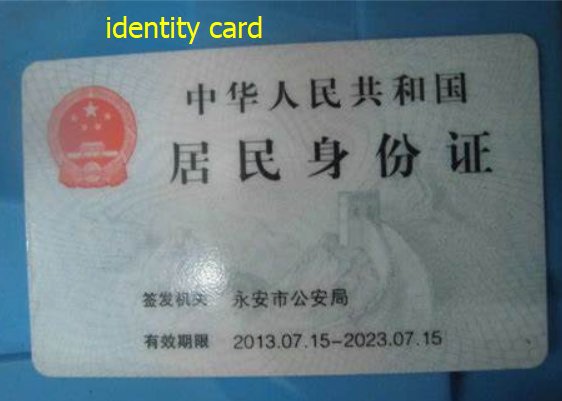 identity card
中华人民共和国
居民身份证
签发机关 永安市公安局
有效期限 2013.07.15-2023.07.15